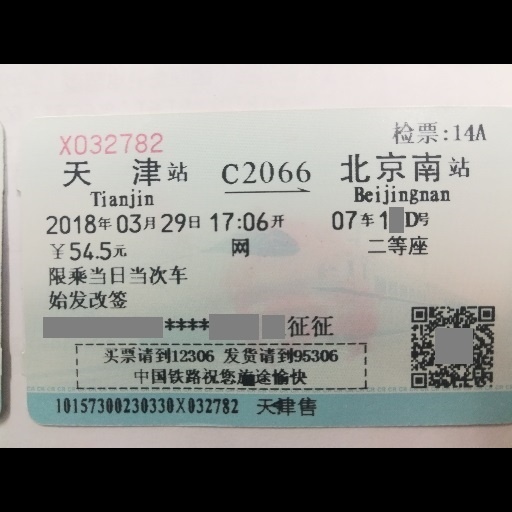 检票:14A
X032782
天津站 C2066 北京南站
Tianjin Beijingnan
2018年03月29日 17:06开 07车1 D号
￥54.5元 网 二等座
限乘当日当次车
始发改签
**** 征征
买票请到12306 发货请到95306
中国铁路祝您旅途愉快
10157300230330X032782 天津售